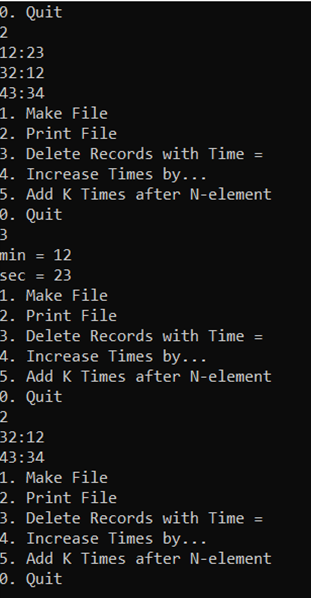 0. Quit
2
12:23
32:12
43:34
1. Make File
2. Print File
3. Delete Records with Time =
4. Increase Times by...
5. Add K Times after N-element
0. Quit
3
min = 12
sec = 23
1. Make File
2. Print File
3. Delete Records with Time =
4. Increase Times by...
5. Add K Times after N-element
0. Quit
2
32:12
43:34
1. Make File
2. Print File
3. Delete Records with Time =
4. Increase Times by...
5. Add K Times after N-element
0. Quit